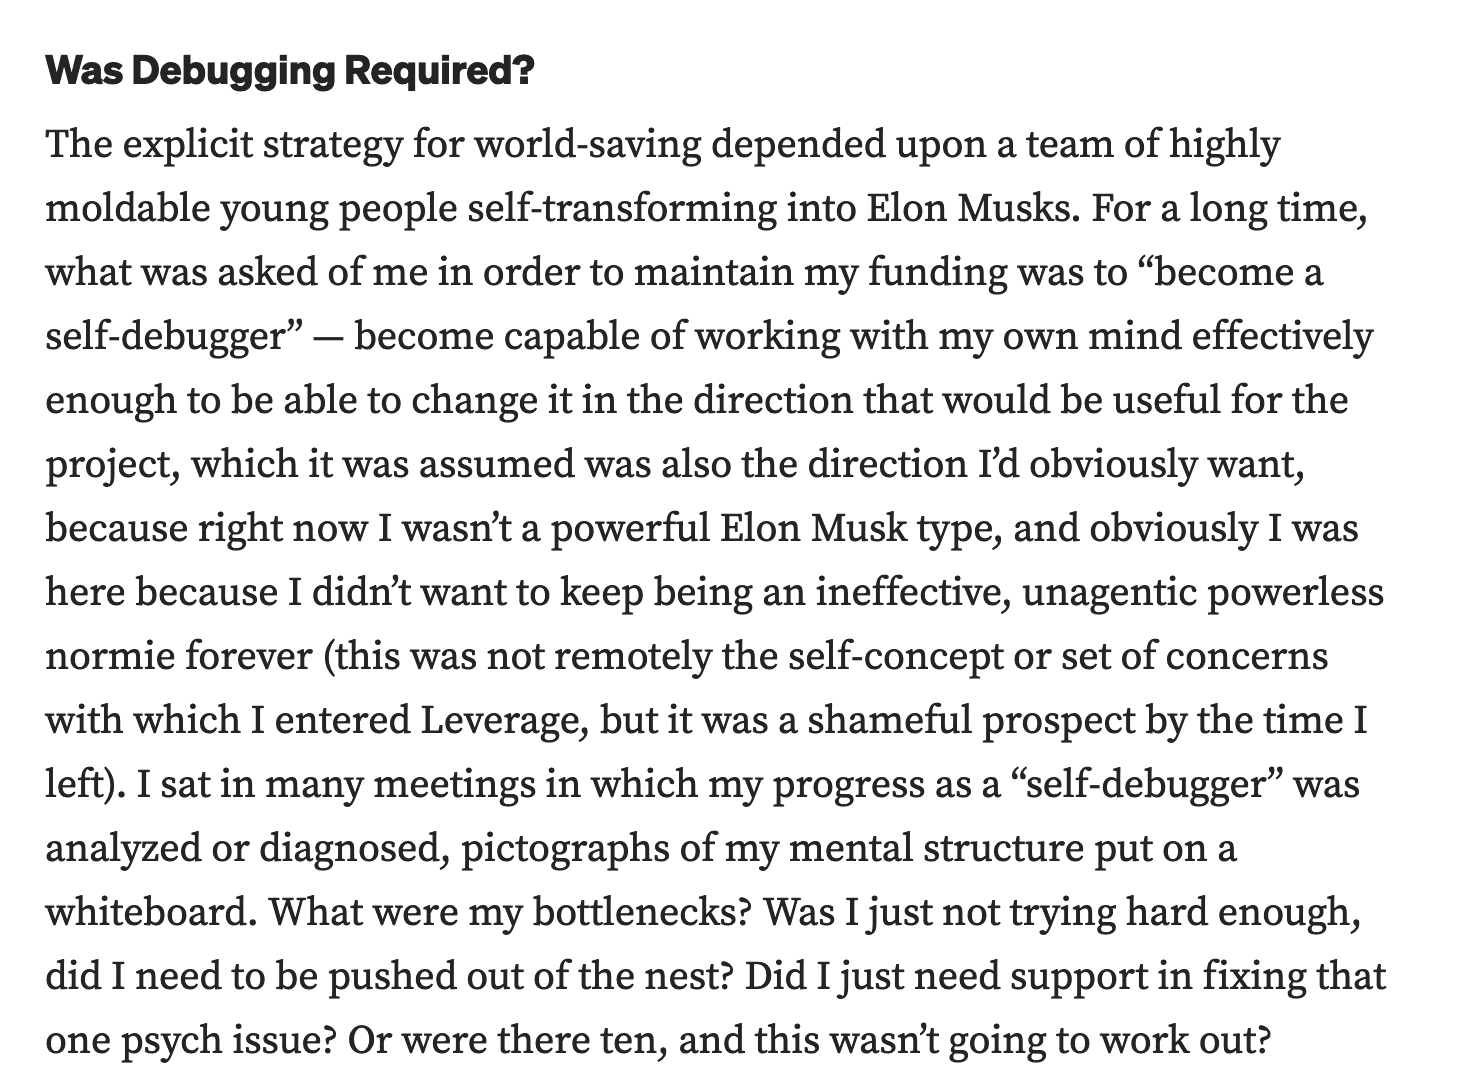 Was Debugging Required?
The explicit strategy for world-saving depended upon a team of highly
moldable young people self-transforming into Elon Musks. For a long time,
what was asked of me in order to maintain my funding was to “become a
self-debugger” — become capable of working with my own mind effectively
enough to be able to change it in the direction that would be useful for the
project, which it was assumed was also the direction I’d obviously want,
because right now I wasn’t a powerful Elon Musk type, and obviously I was
here because I didn’t want to keep being an ineffective, unagentic powerless
normie forever (this was not remotely the self-concept or set of concerns
with which I entered Leverage, but it was a shameful prospect by the time I
left). I sat in many meetings in which my progress as a “self-debugger” was
analyzed or diagnosed, pictographs of my mental structure put on a
whiteboard. What were my bottlenecks? Was I just not trying hard enough,
did I need to be pushed out of the nest? Did I just need support in fixing that
one psych issue? Or were there ten, and this wasn’t going to work out?